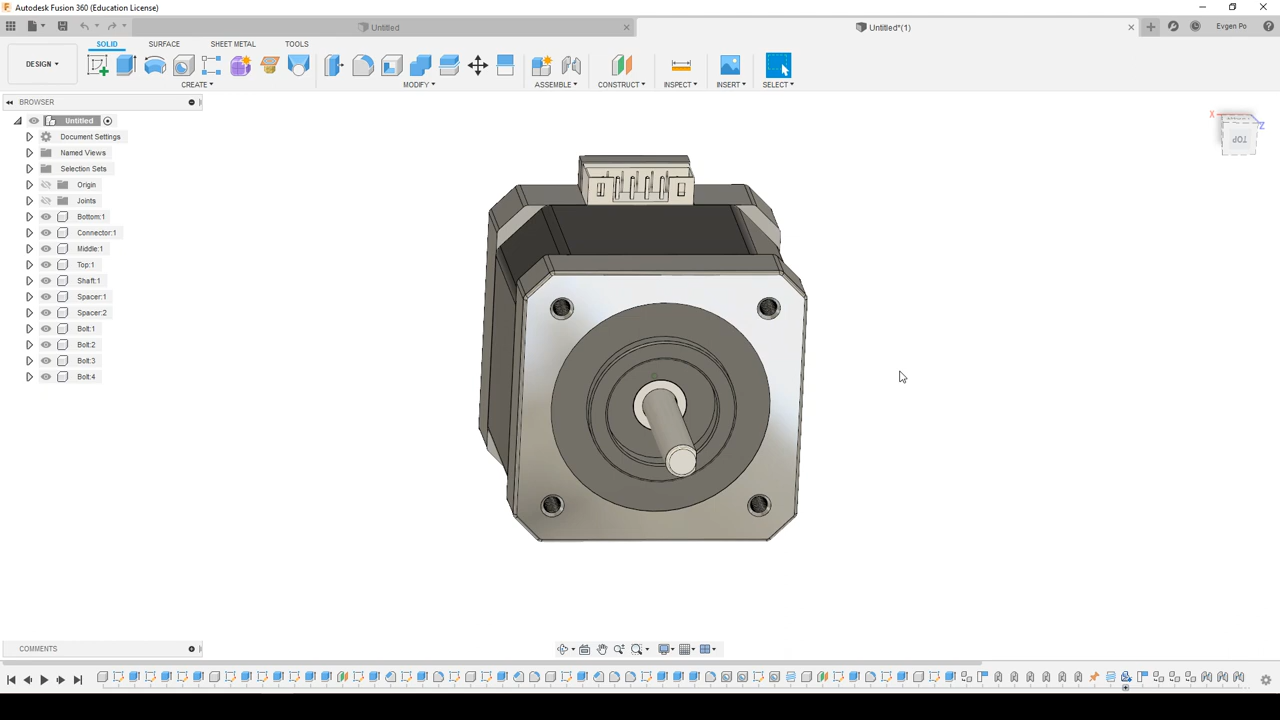 Autodesk Fusion 360 (Education License)
Untitled
Untitled*(1)
Evgen Po
DESIGN
SOLID
SURFACE
SHEET METAL
TOOLS
CREATE
MODIFY
ASSEMBLE
CONSTRUCT
INSPECT
INSERT
SELECT
BROWSER
X
Z
TOP
Untitled
Document Settings
Named Views
Selection Sets
Origin
Joints
Bottom:1
Connector:1
Middle:1
Top:1
Shaft:1
Spacer:1
Spacer:2
Bolt:1
Bolt:2
Bolt:3
Bolt:4
COMMENTS